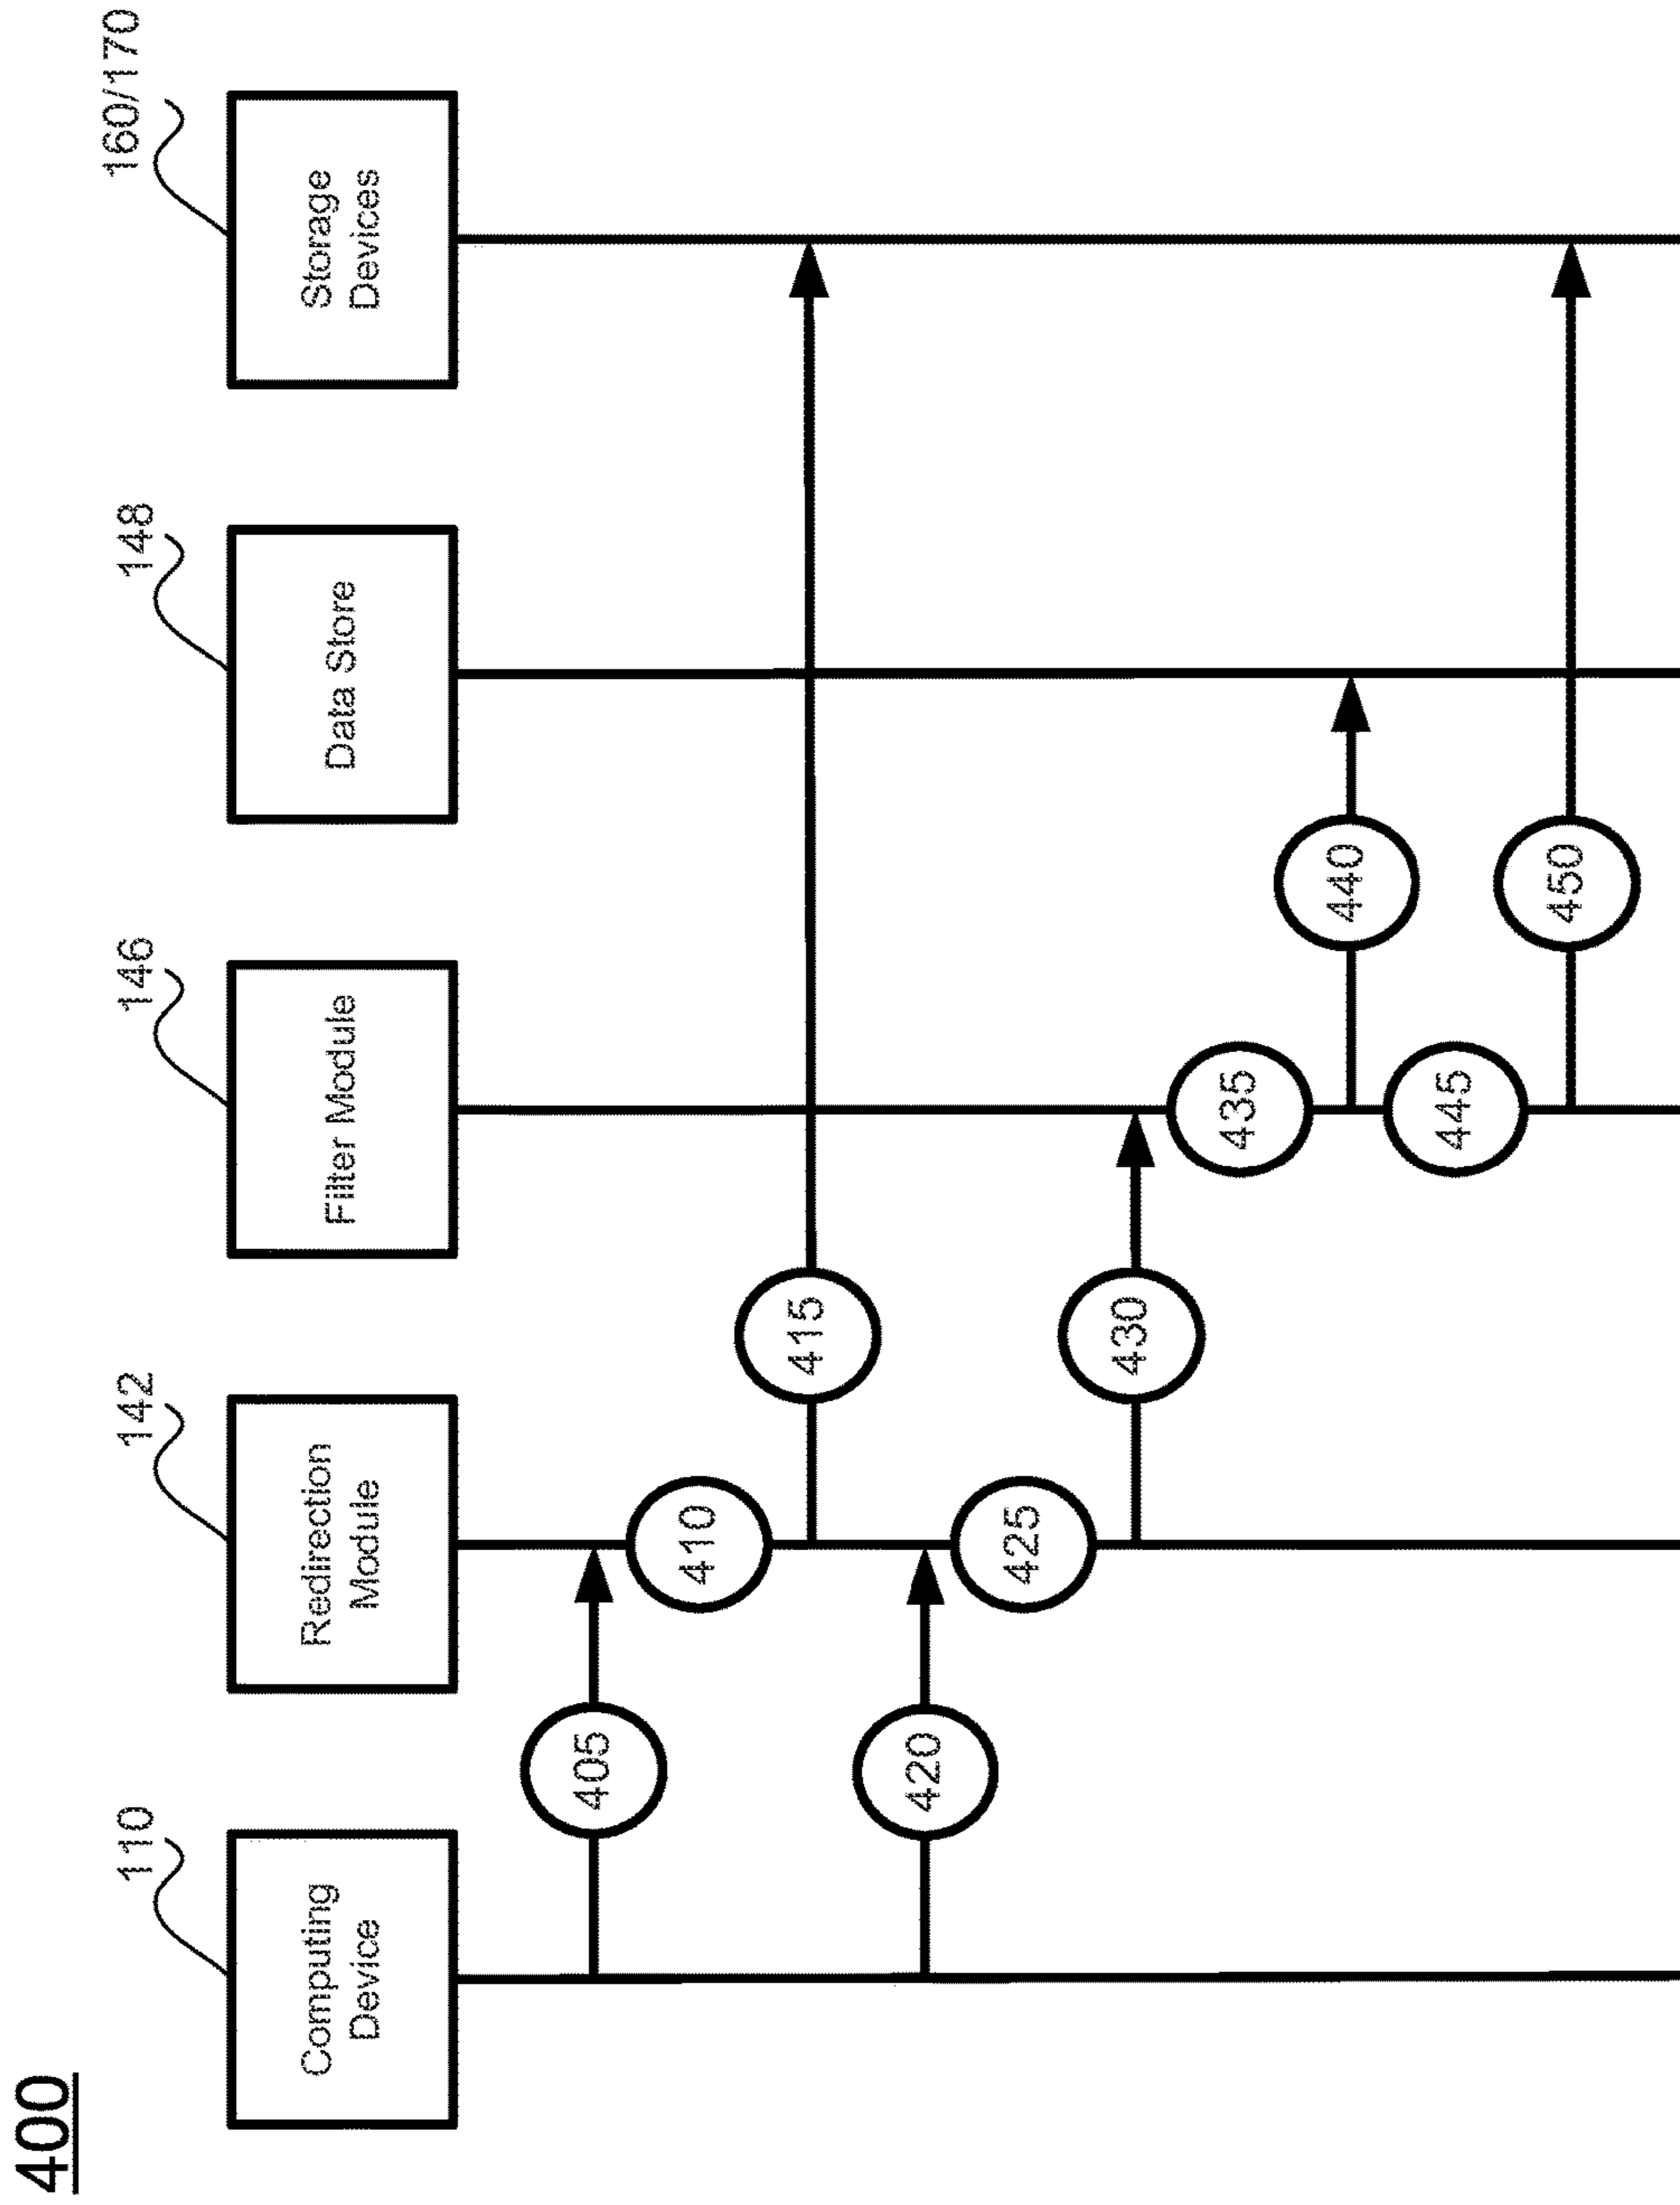 400
110
142
146
148
160/170
Computing
Device
Redirection
Module
Filter Module
Data Store
Storage
Devices
405
410
415
420
425
430
435
440
445
450